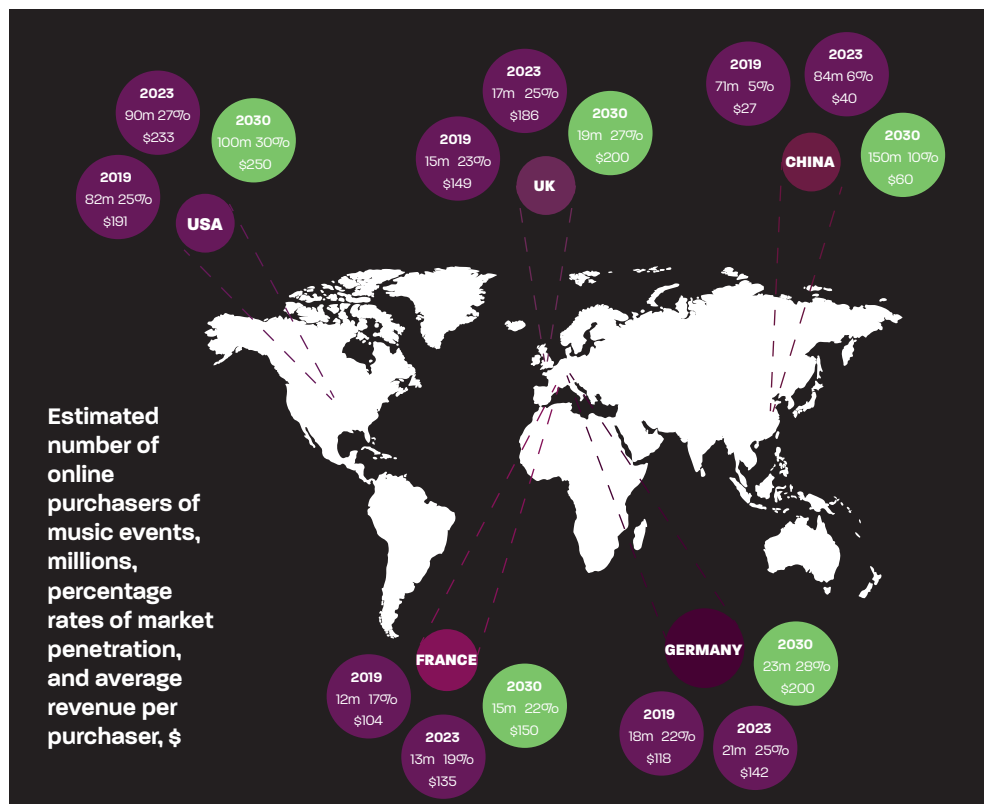 2023
90m 27%
$233
2030
100m 30%
$250
2019
82m 25%
$191
USA
2023
17m 25%
$186
2030
19m 27%
$200
2019
15m 23%
$149
UK
2019
71m 5%
$27
2023
84m 6%
$40
2030
150m 10%
$60
CHINA
Estimated
number of
online
purchasers of
music events,
millions,
percentage
rates of market
penetration,
and average
revenue per
purchaser, $
FRANCE
2019
12m 17%
$104
2030
15m 22%
$150
2023
13m 19%
$135
GERMANY
2030
23m 28%
$200
2019
18m 22%
$118
2023
21m 25%
$142